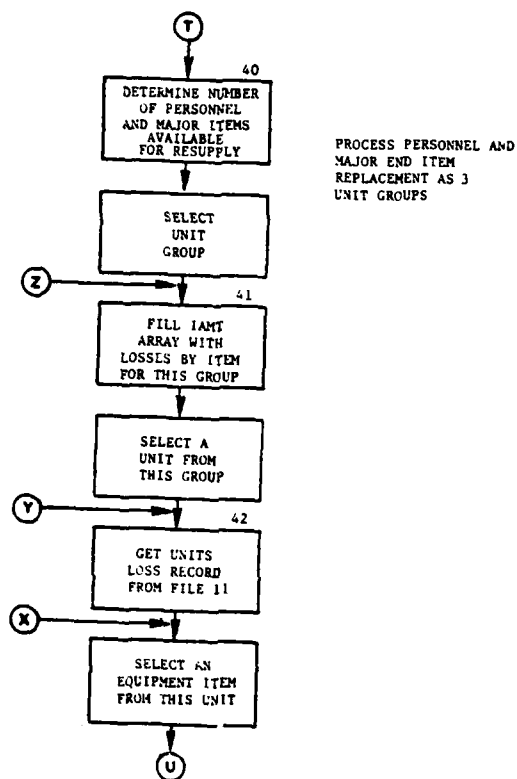 T
40
DETERMINE NUMBER
OF PERSONNEL
AND MAJOR ITEMS
AVAILABLE
FOR RESUPPLY
PROCESS PERSONNEL AND
MAJOR END ITEM
REPLACEMENT AS 3
UNIT GROUPS
SELECT
UNIT
GROUP
Z
41
FILL IAMT
ARRAY WITH
LOSSES BY ITEM
FOR THIS GROUP
SELECT A
UNIT FROM
THIS GROUP
Y
42
GET UNITS
LOSS RECORD
FROM FILE 11
X
SELECT AN
EQUIPMENT ITEM
FROM THIS UNIT
U